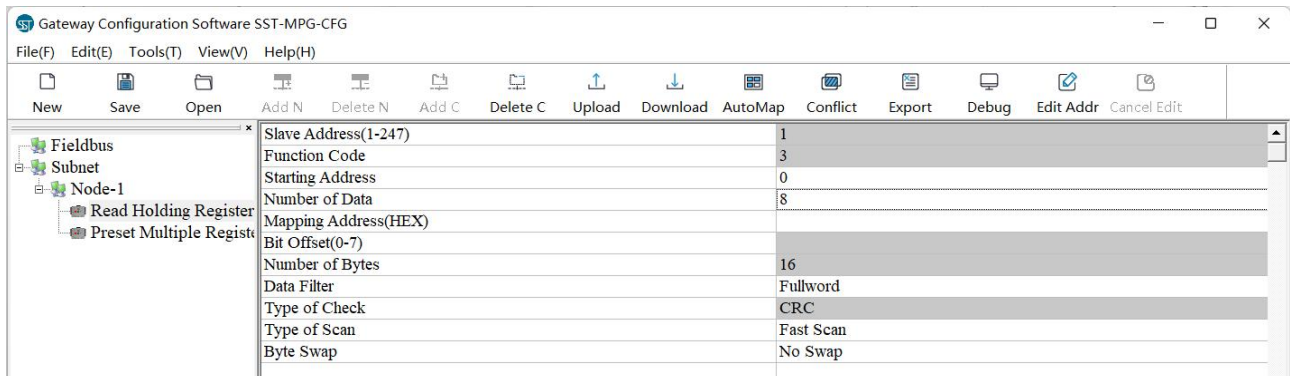 SST Gateway Configuration Software SST-MPG-CFG
File(F) Edit(E) Tools(T) View(V) Help(H)
New Save Open Add N Delete N Add C Delete C Upload Download AutoMap Conflict Export Debug Edit Addr Cancel Edit
Fieldbus
Subnet
Node-1
Read Holding Register
Preset Multiple Registe
Slave Address(1-247) 1
Function Code 3
Starting Address 0
Number of Data 8
Mapping Address(HEX)
Bit Offset(0-7)
Number of Bytes 16
Data Filter Fullword
Type of Check CRC
Type of Scan Fast Scan
Byte Swap No Swap